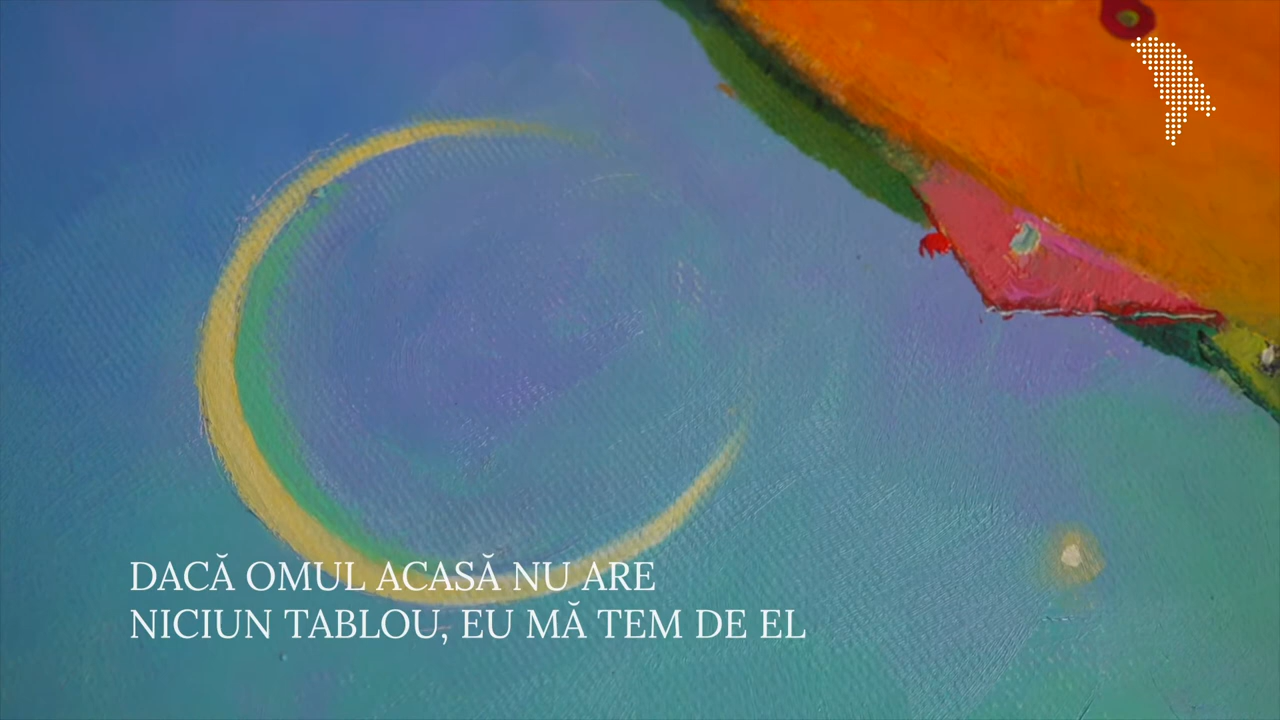 DACĂ OMUL ACASĂ NU ARE
NICIUN TABLOU, EU MĂ TEM DE EL